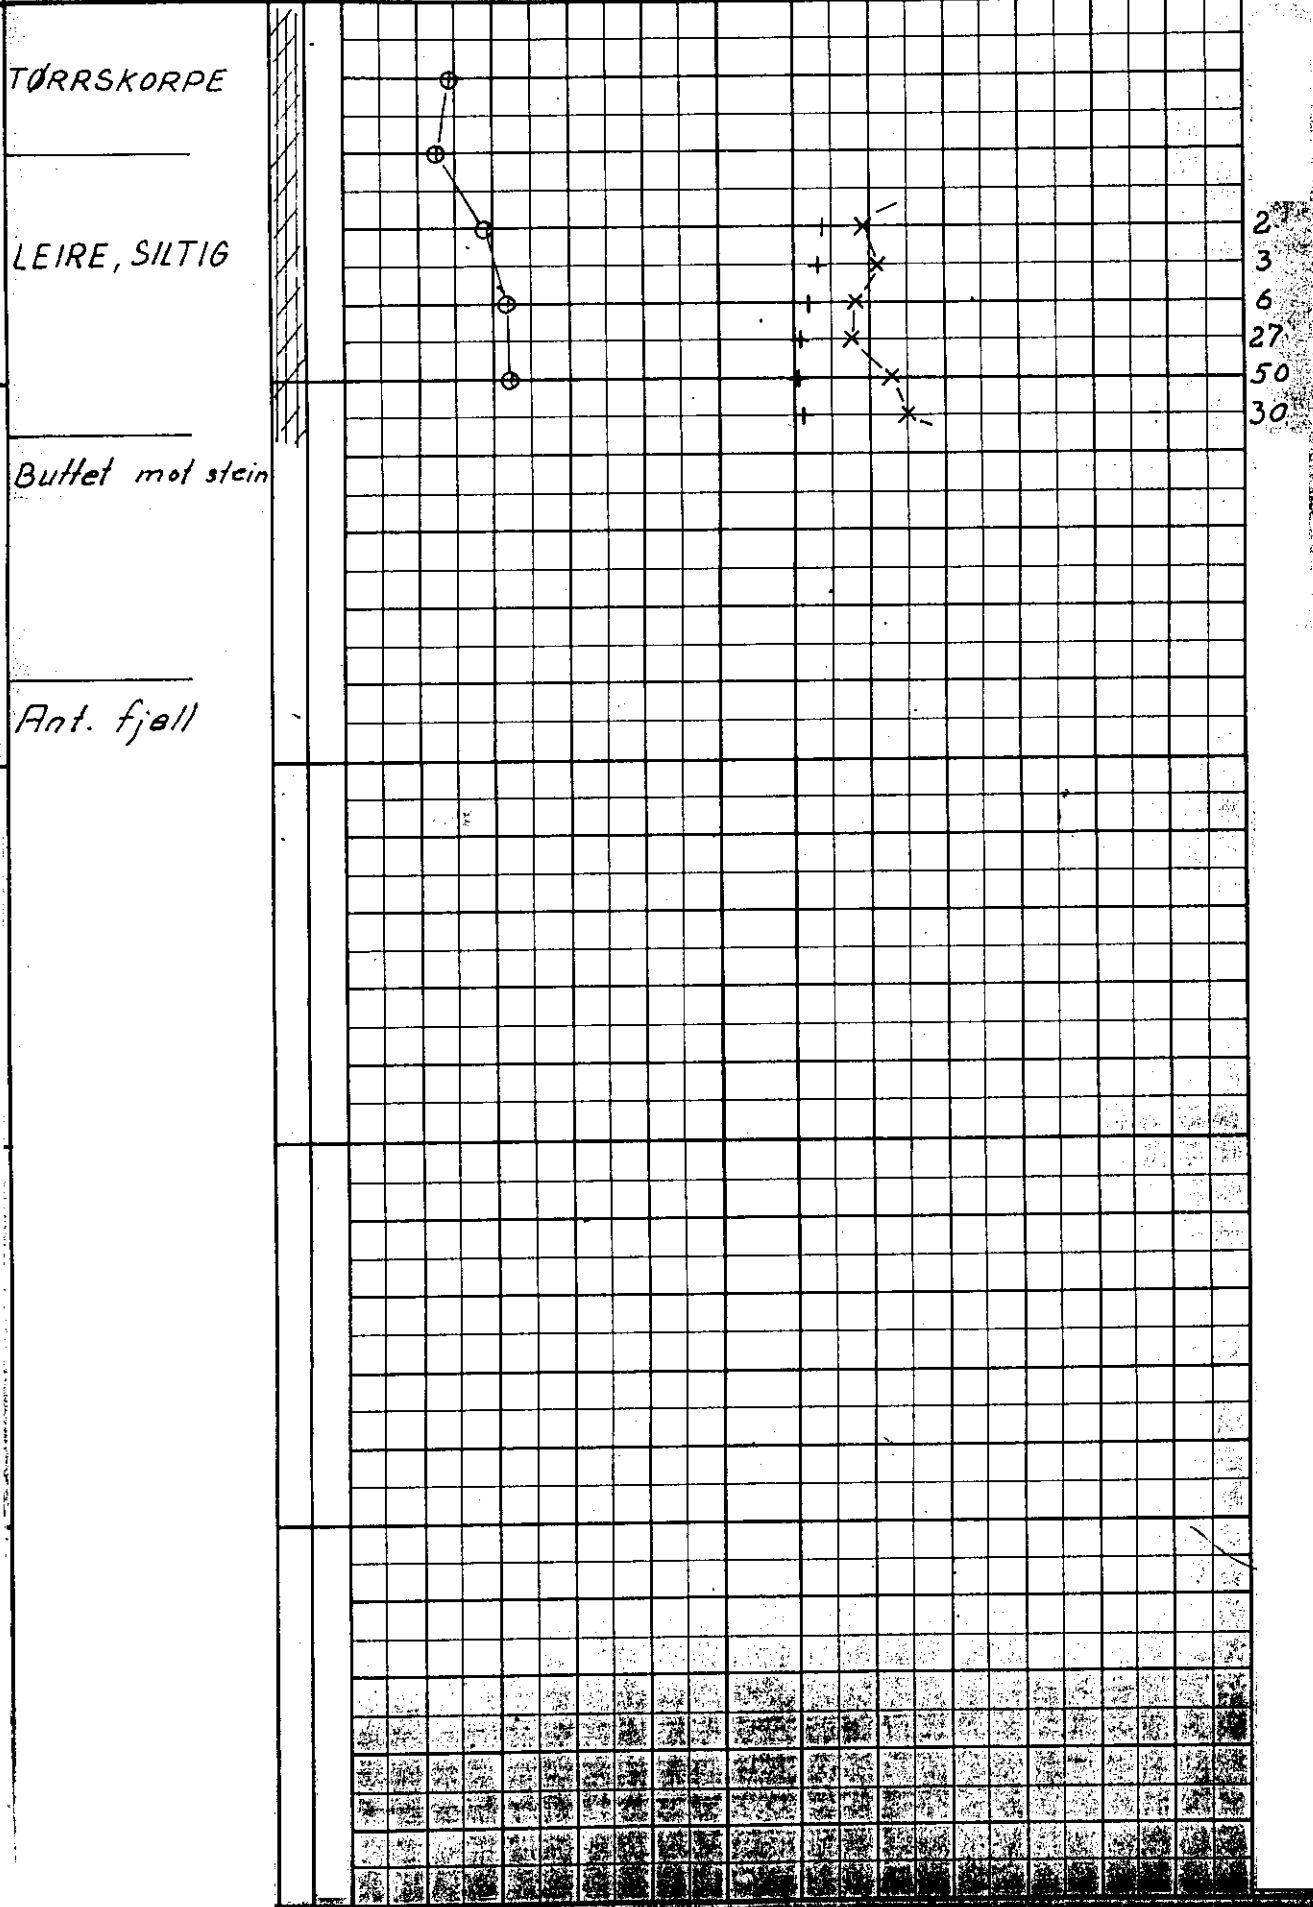 TØRRSKORPE
LEIRE, SILTIG
2
3
6
27
50
30
Buttet mot stein
Ant. fjell